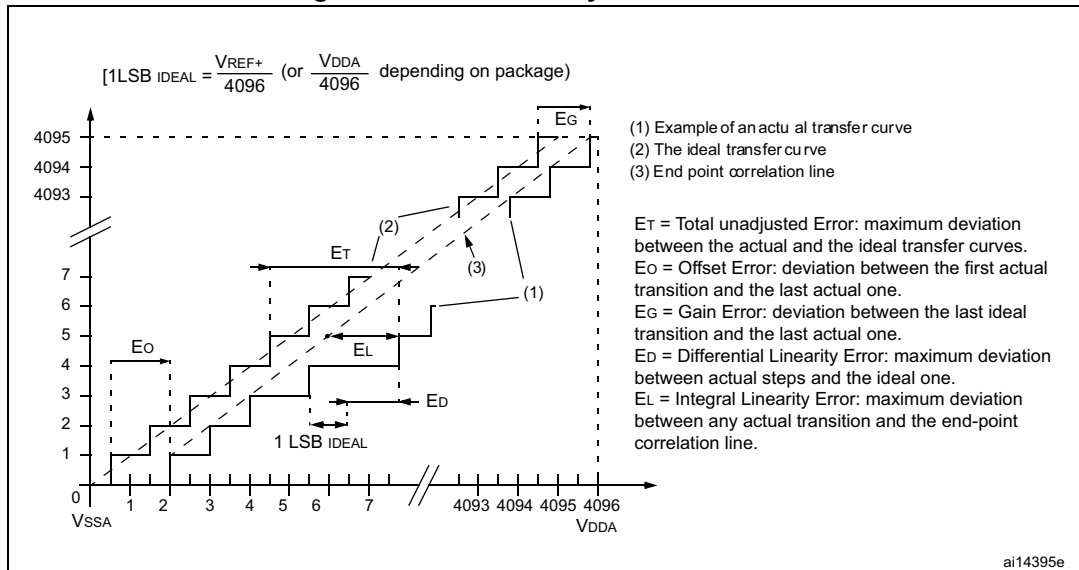 [1LSB IDEAL = VREF+ / 4096 (or VDDA / 4096 depending on package)
EG
4095
4094
4093
(1) Example of an actu al transfer curve
(2) The ideal transfer cu rve
(3) End point correlation line
(2)
ET
(3)
(1)
7
6
5
4
3
2
1
0
EO
EL
ED
1 LSB IDEAL
ET = Total unadjusted Error: maximum deviation
between the actual and the ideal transfer curves.
EO = Offset Error: deviation between the first actual
transition and the last actual one.
EG = Gain Error: deviation between the last ideal
transition and the last actual one.
ED = Differential Linearity Error: maximum deviation
between actual steps and the ideal one.
EL = Integral Linearity Error: maximum deviation
between any actual transition and the end-point
correlation line.
1 2 3 4 5 6 7 4093 4094 4095 4096
VSSA
VDDA
ai14395e